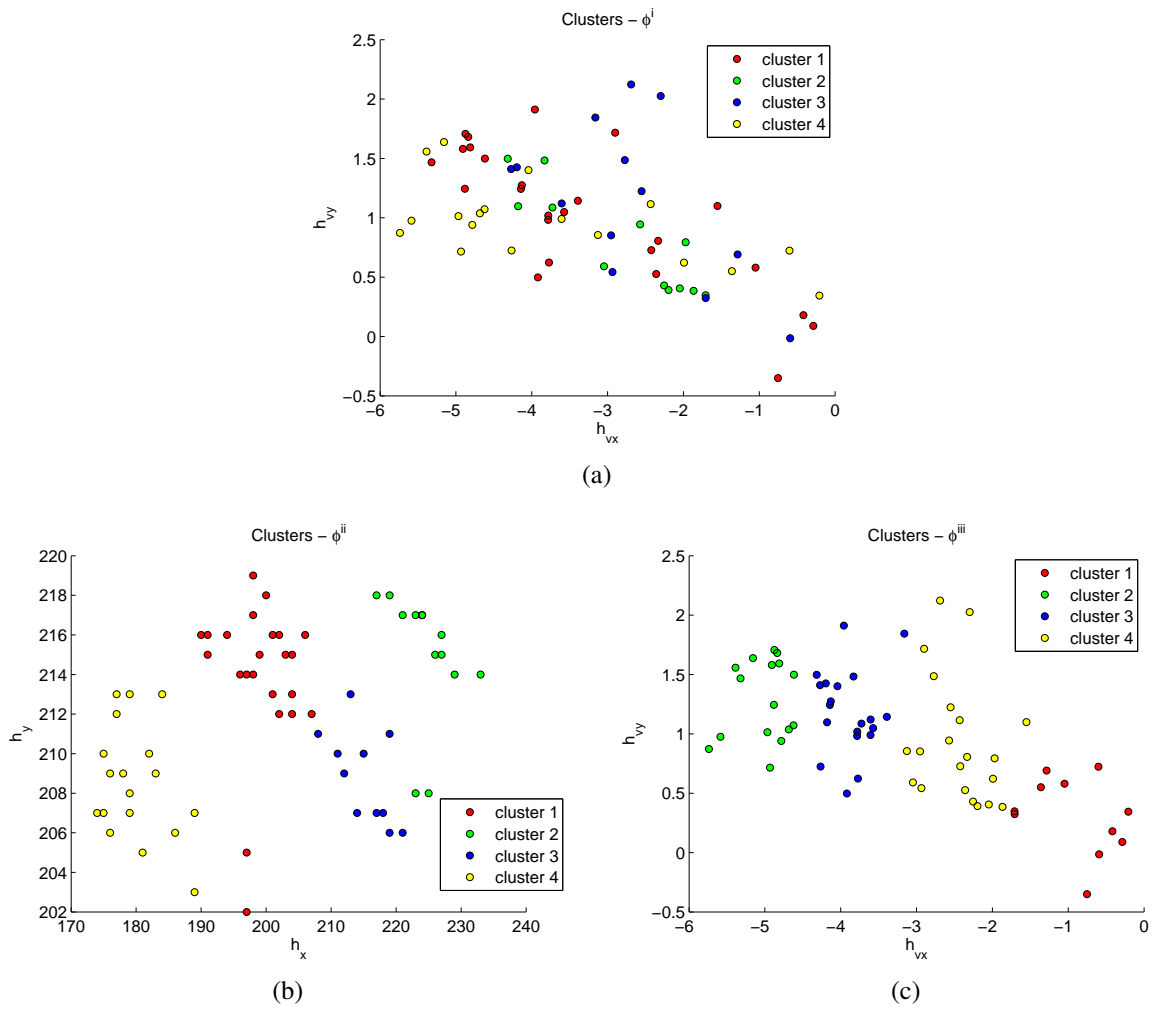 Clusters − ϕ^i
2.5
2
1.5
1
0.5
0
−0.5
h_vy
−6 −5 −4 −3 −2 −1 0
h_vx
cluster 1
cluster 2
cluster 3
cluster 4
(a)
Clusters − ϕ^ii
220
218
216
214
212
210
208
206
204
202
h_y
170 180 190 200 210 220 230 240
h_x
cluster 1
cluster 2
cluster 3
cluster 4
(b)
Clusters − ϕ^iii
2.5
2
1.5
1
0.5
0
−0.5
h_vy
−6 −5 −4 −3 −2 −1 0
h_vx
cluster 1
cluster 2
cluster 3
cluster 4
(c)